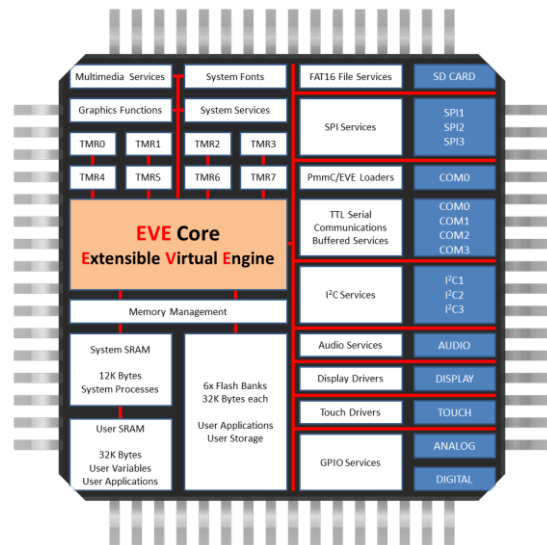 Multimedia Services
System Fonts
FAT16 File Services
SD CARD
Graphics Functions
System Services
SPI Services
SPI1
SPI2
SPI3
TMR0
TMR1
TMR2
TMR3
TMR4
TMR5
TMR6
TMR7
PmmC/EVE Loaders
COM0
EVE Core
Extensible Virtual Engine
TTL Serial
Communications
Buffered Services
COM0
COM1
COM2
COM3
Memory Management
I²C Services
I²C1
I²C2
I²C3
System SRAM
12K Bytes
System Processes
6x Flash Banks
32K Bytes each
User Applications
User Storage
Audio Services
AUDIO
Display Drivers
DISPLAY
Touch Drivers
TOUCH
User SRAM
32K Bytes
User Variables
User Applications
GPIO Services
ANALOG
DIGITAL